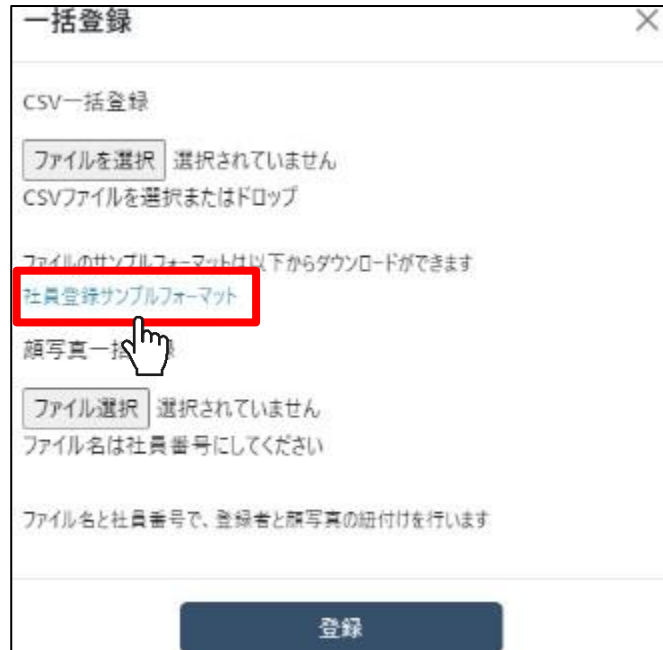 一括登録
CSV一括登録
ファイルを選択 選択されていません
CSVファイルを選択またはドロップ
ファイルのサンプルフォーマットは以下からダウンロードができます
社員登録サンプルフォーマット
顔写真一括
ファイル選択 選択されていません
ファイル名は社員番号にしてください
ファイル名と社員番号で、登録者と顔写真の紐付けを行います
登録